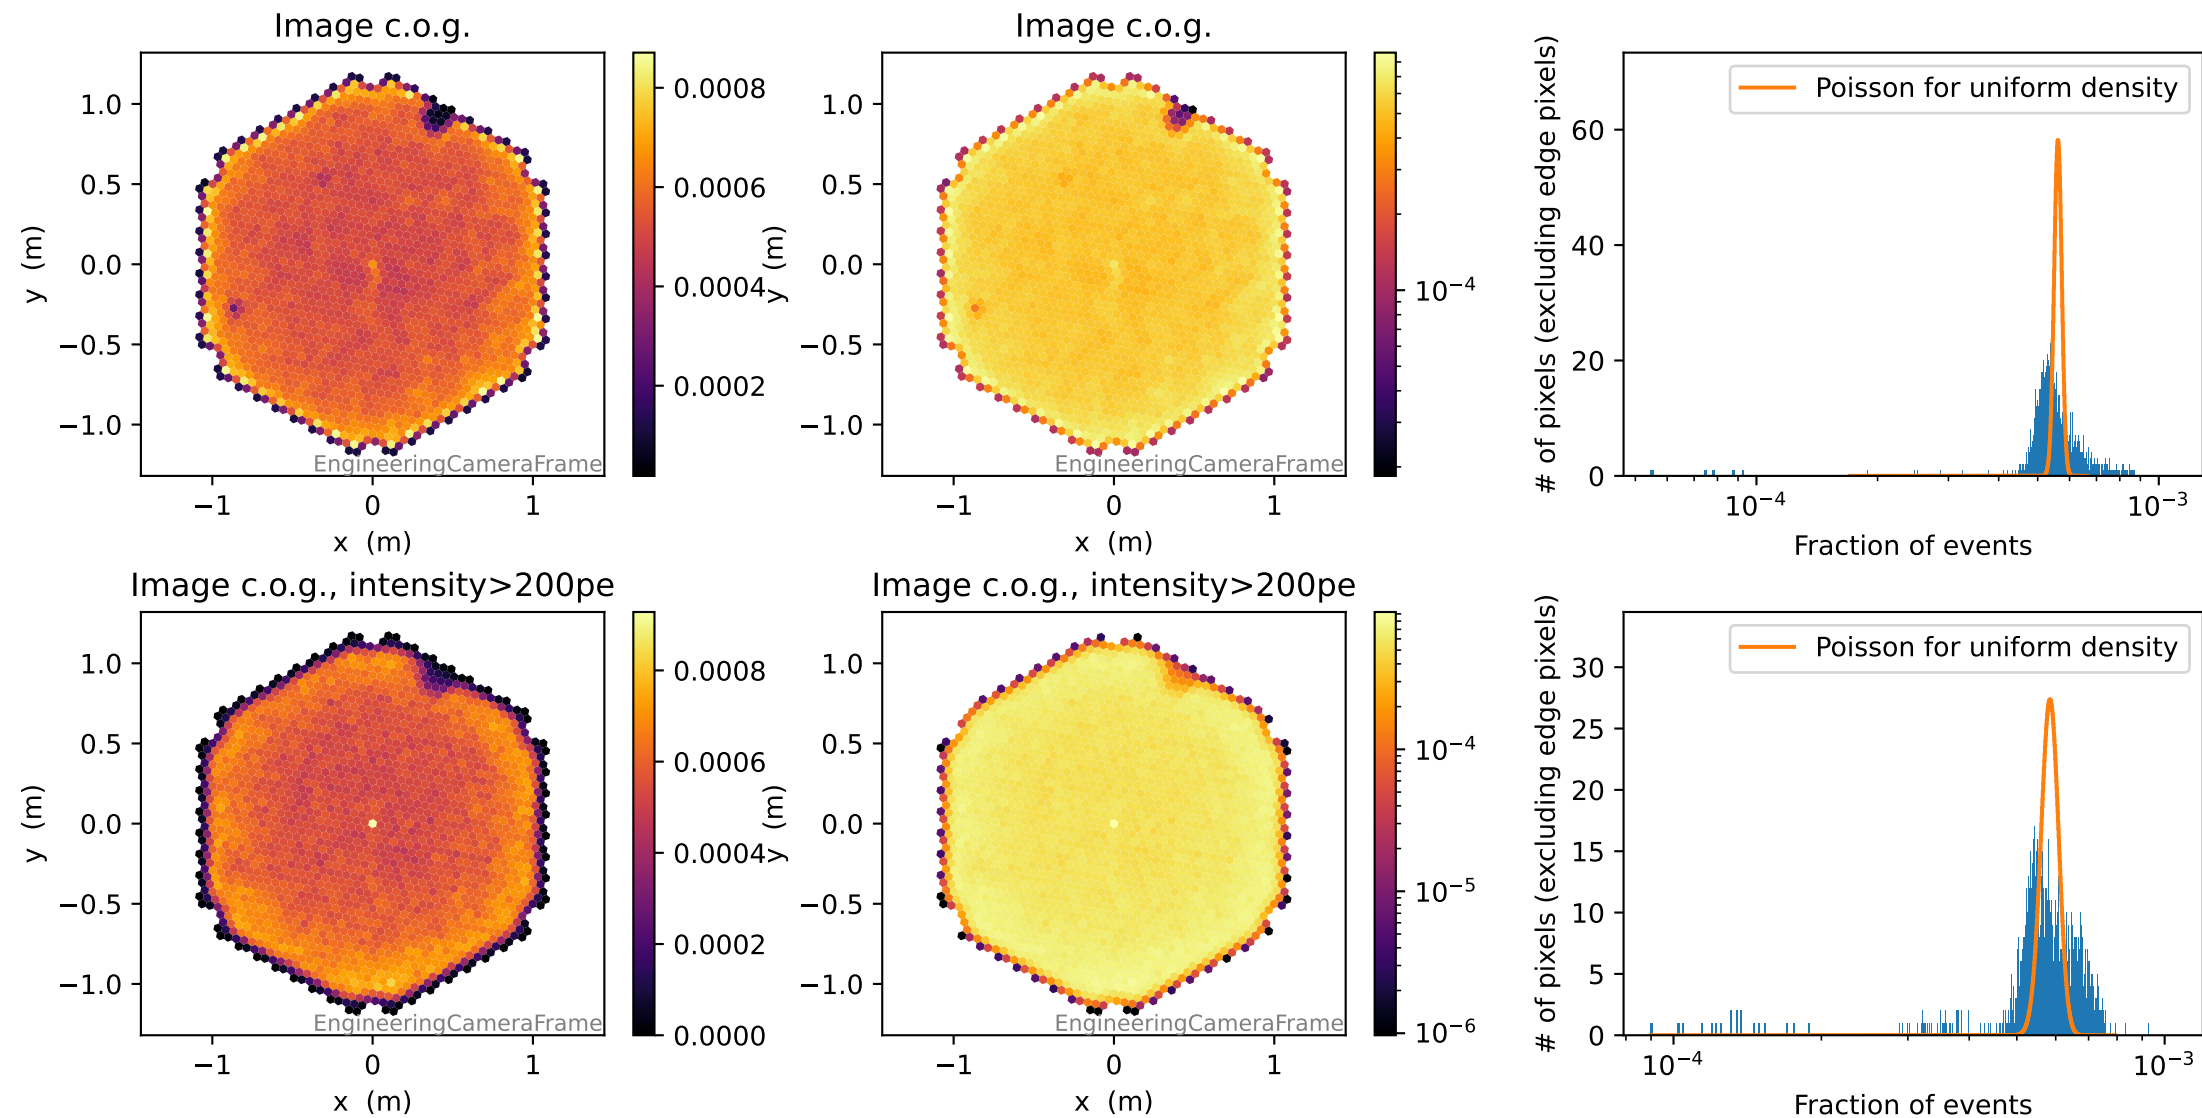 Image c.o.g.
1.0
0.5
0.0
−0.5
−1.0
y (m)
−1 0 1
x (m)
EngineeringCameraFrame
0.0008
0.0006
0.0004
0.0002
Image c.o.g.
1.0
0.5
0.0
−0.5
−1.0
y (m)
−1 0 1
x (m)
EngineeringCameraFrame
10⁻⁴
# of pixels (excluding edge pixels)
60
40
20
0
Poisson for uniform density
10⁻⁴ 10⁻³
Fraction of events
Image c.o.g., intensity>200pe
1.0
0.5
0.0
−0.5
−1.0
y (m)
−1 0 1
x (m)
EngineeringCameraFrame
0.0008
0.0006
0.0004
0.0002
0.0000
Image c.o.g., intensity>200pe
1.0
0.5
0.0
−0.5
−1.0
y (m)
−1 0 1
x (m)
EngineeringCameraFrame
10⁻⁴
10⁻⁵
10⁻⁶
# of pixels (excluding edge pixels)
30
25
20
15
10
5
0
Poisson for uniform density
10⁻⁴ 10⁻³
Fraction of events